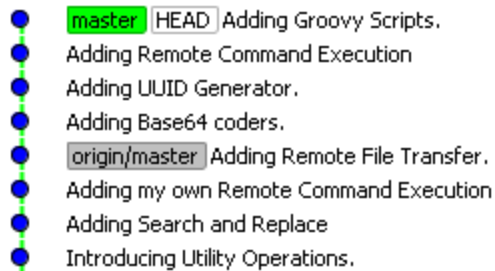 master HEAD Adding Groovy Scripts.
Adding Remote Command Execution
Adding UUID Generator.
Adding Base64 coders.
origin/master Adding Remote File Transfer.
Adding my own Remote Command Execution
Adding Search and Replace
Introducing Utility Operations.